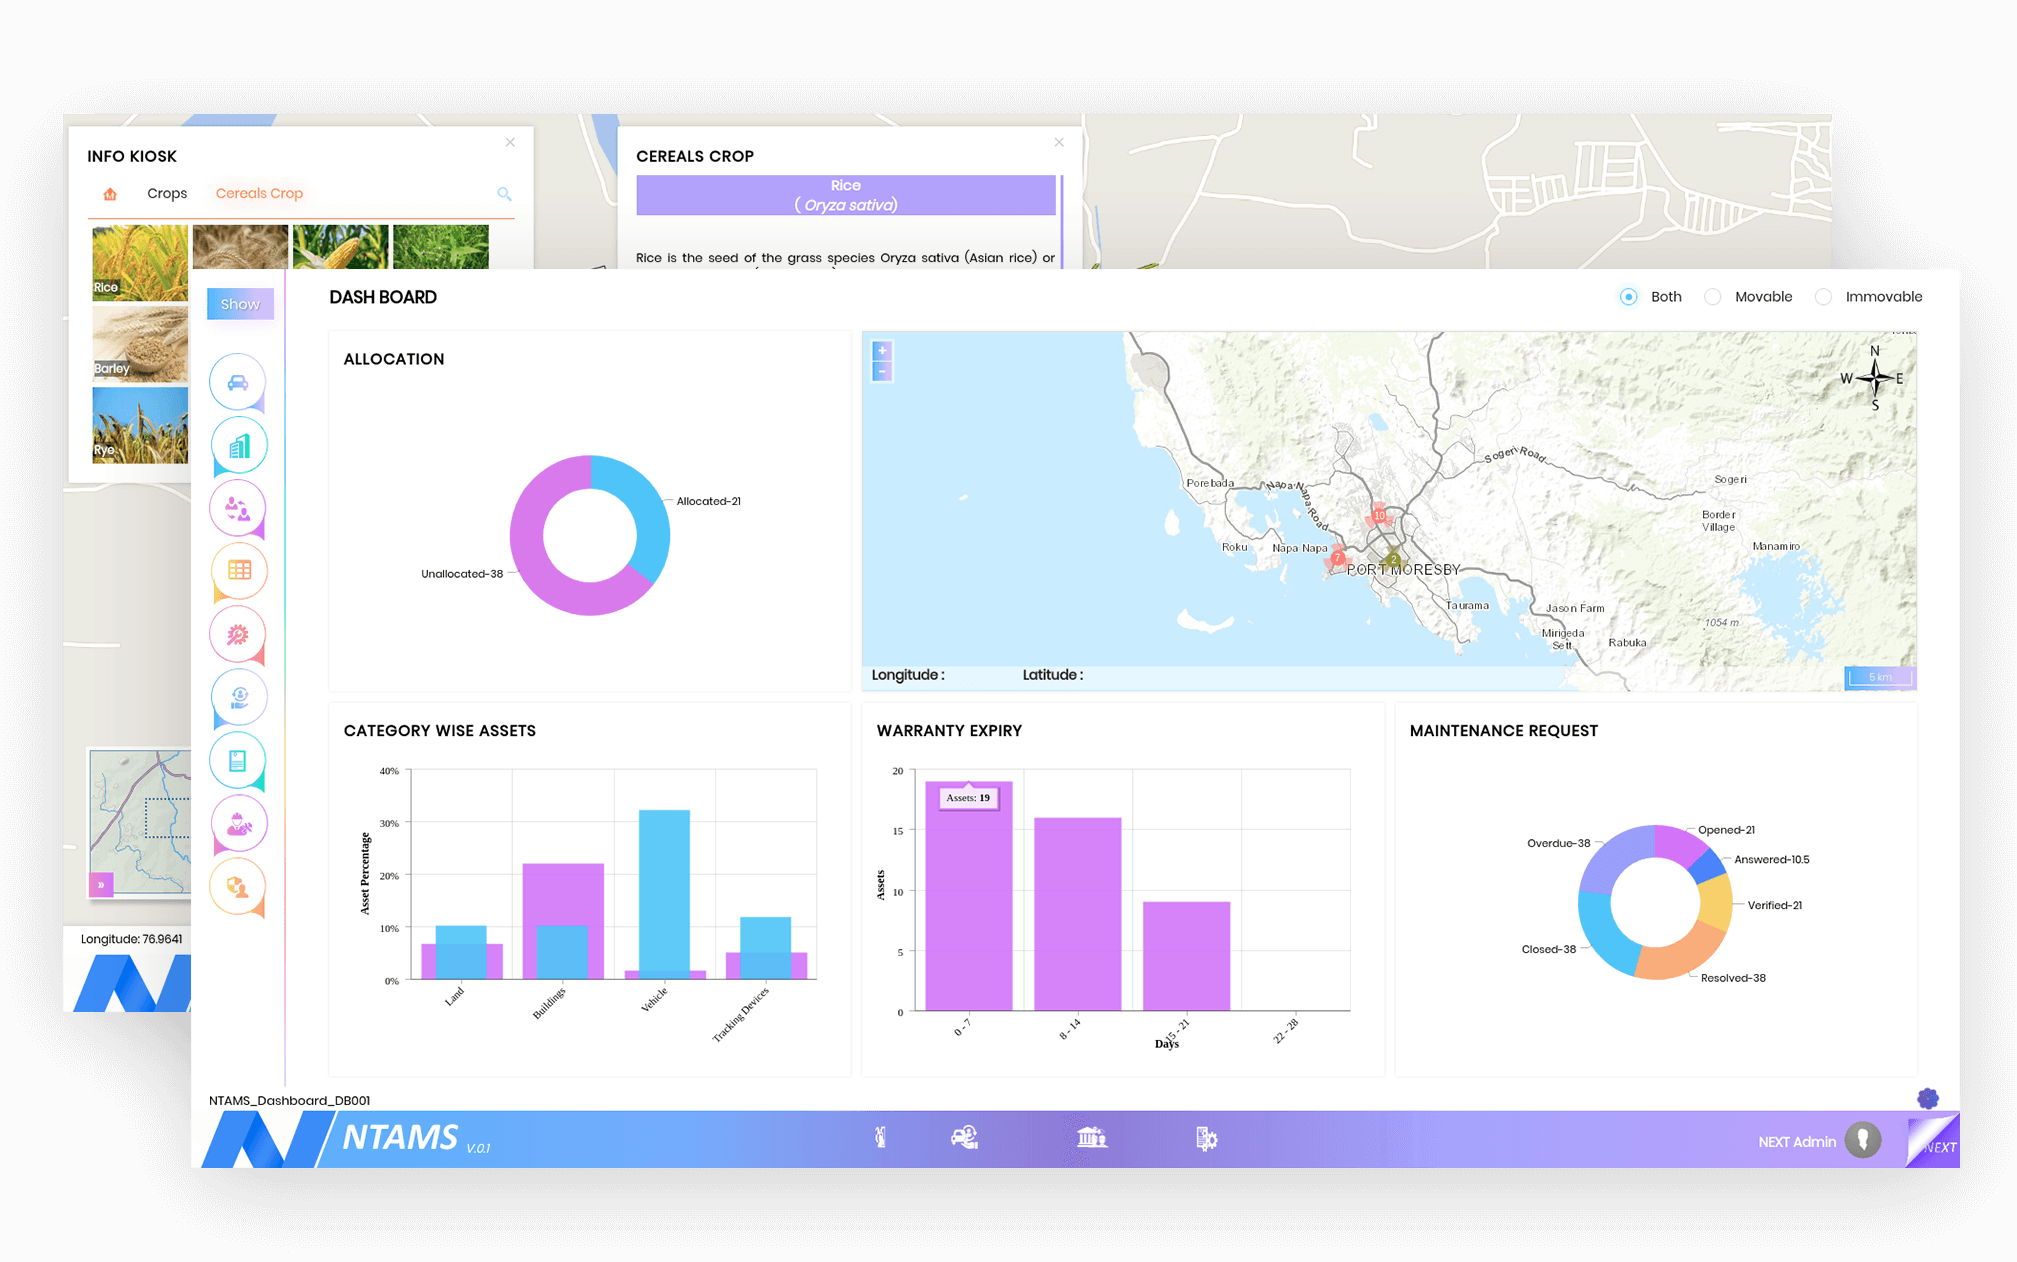 INFO KIOSK
Crops
Cereals Crop
Rice
Barley
Rye
CEREALS CROP
Rice
( Oryza sativa)
Rice is the seed of the grass species Oryza sativa (Asian rice) or
Longitude: 76.9641
Show
DASH BOARD
Both
Movable
Immovable
ALLOCATION
Allocated-21
Unallocated-38
+
-
N
W
E
S
Porebada
Napa Napa Road
Sogeri Road
Sogeri
Border
Village
Manamiro
Roku
Napa Napa
10
7
2
PORT MORESBY
Taurama
Jason Farm
Mirigeda
Sett.
Rabuka
1054 m
Longitude :
Latitude :
5 km
CATEGORY WISE ASSETS
40%
30%
20%
10%
0%
Asset Percentage
Land
Buildings
Vehicle
Tracking Devices
WARRANTY EXPIRY
20
15
10
5
0
Assets
Assets: 19
0 - 7
8 - 14
15 - 21
22 - 28
Days
MAINTENANCE REQUEST
Opened-21
Answered-10.5
Verified-21
Resolved-38
Closed-38
Overdue-38
NTAMS_Dashboard_DB001
NTAMS V.0.1
NEXT Admin
NEXT